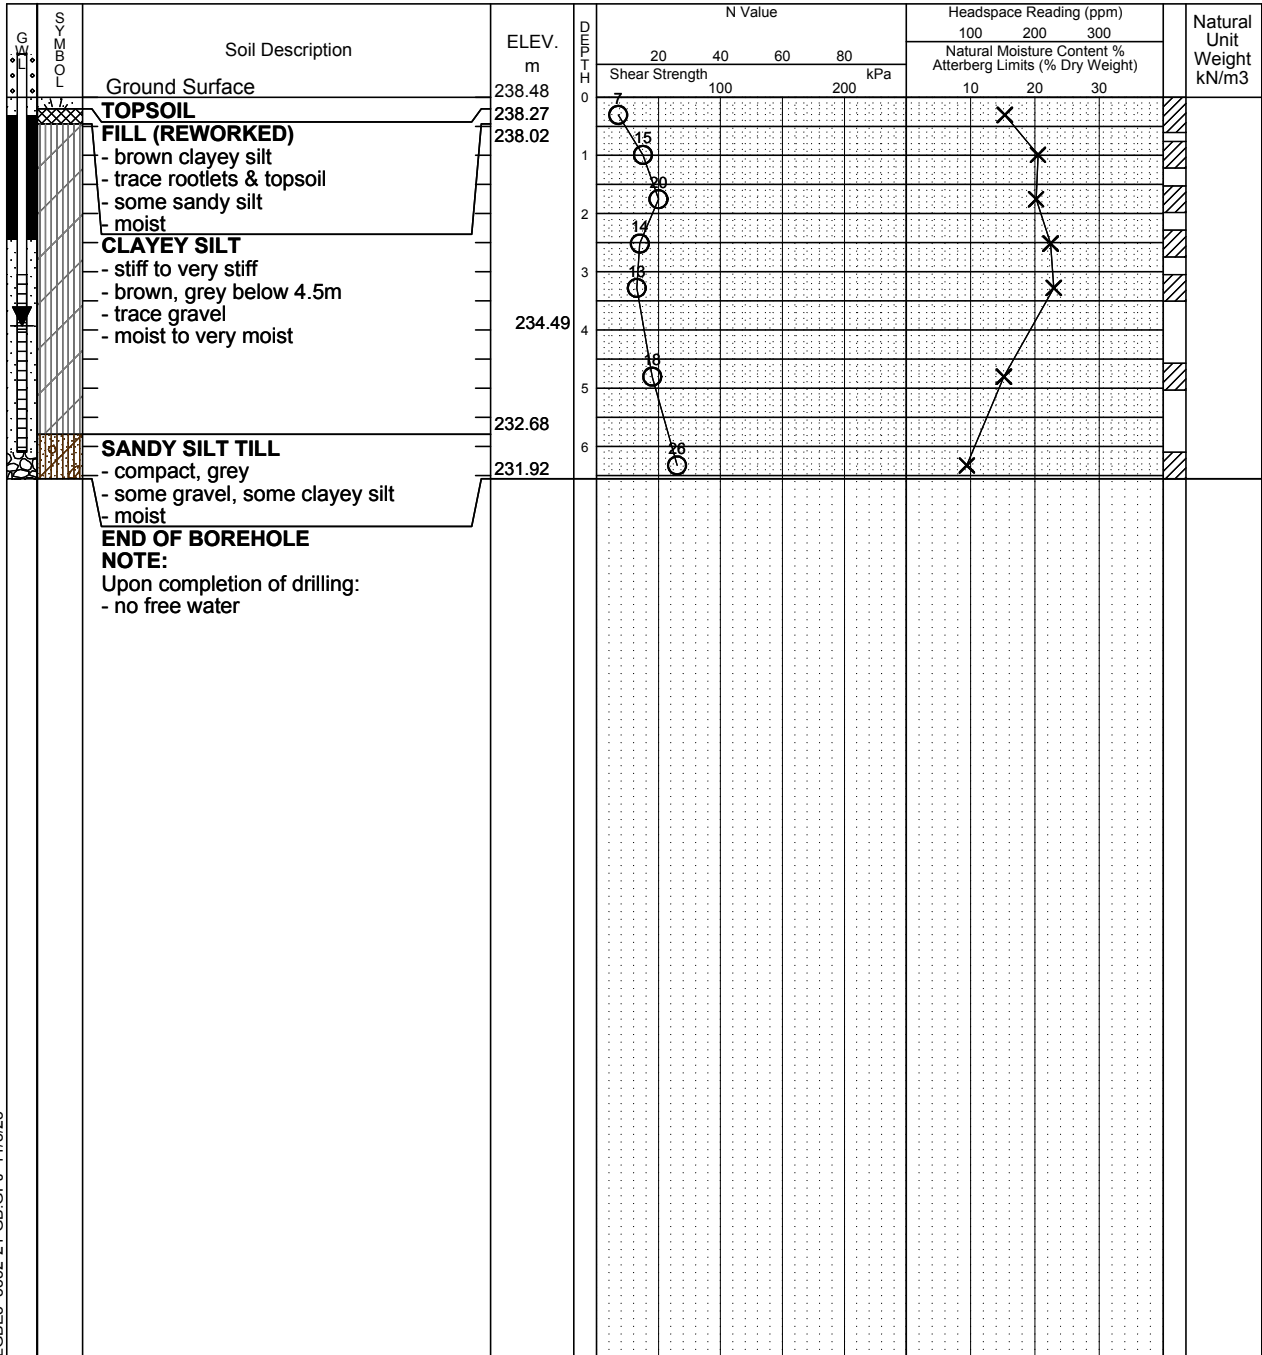 GWL
SYMBOL
Soil Description
Ground Surface
ELEV.
m
238.48
DEPTH
N Value
20 40 60 80
Shear Strength kPa
100 200
Headspace Reading (ppm)
100 200 300
Natural Moisture Content %
Atterberg Limits (% Dry Weight)
10 20 30
Natural
Unit
Weight
kN/m3
0
TOPSOIL
238.27
7
FILL (REWORKED)
238.02
15
- brown clayey silt
1
- trace rootlets & topsoil
20
- some sandy silt
2
- moist
14
CLAYEY SILT
- stiff to very stiff
3
13
- brown, grey below 4.5m
- trace gravel
234.49
4
- moist to very moist
18
5
232.68
6
SANDY SILT TILL
26
- compact, grey
231.92
- some gravel, some clayey silt
- moist
END OF BOREHOLE
NOTE:
Upon completion of drilling:
- no free water